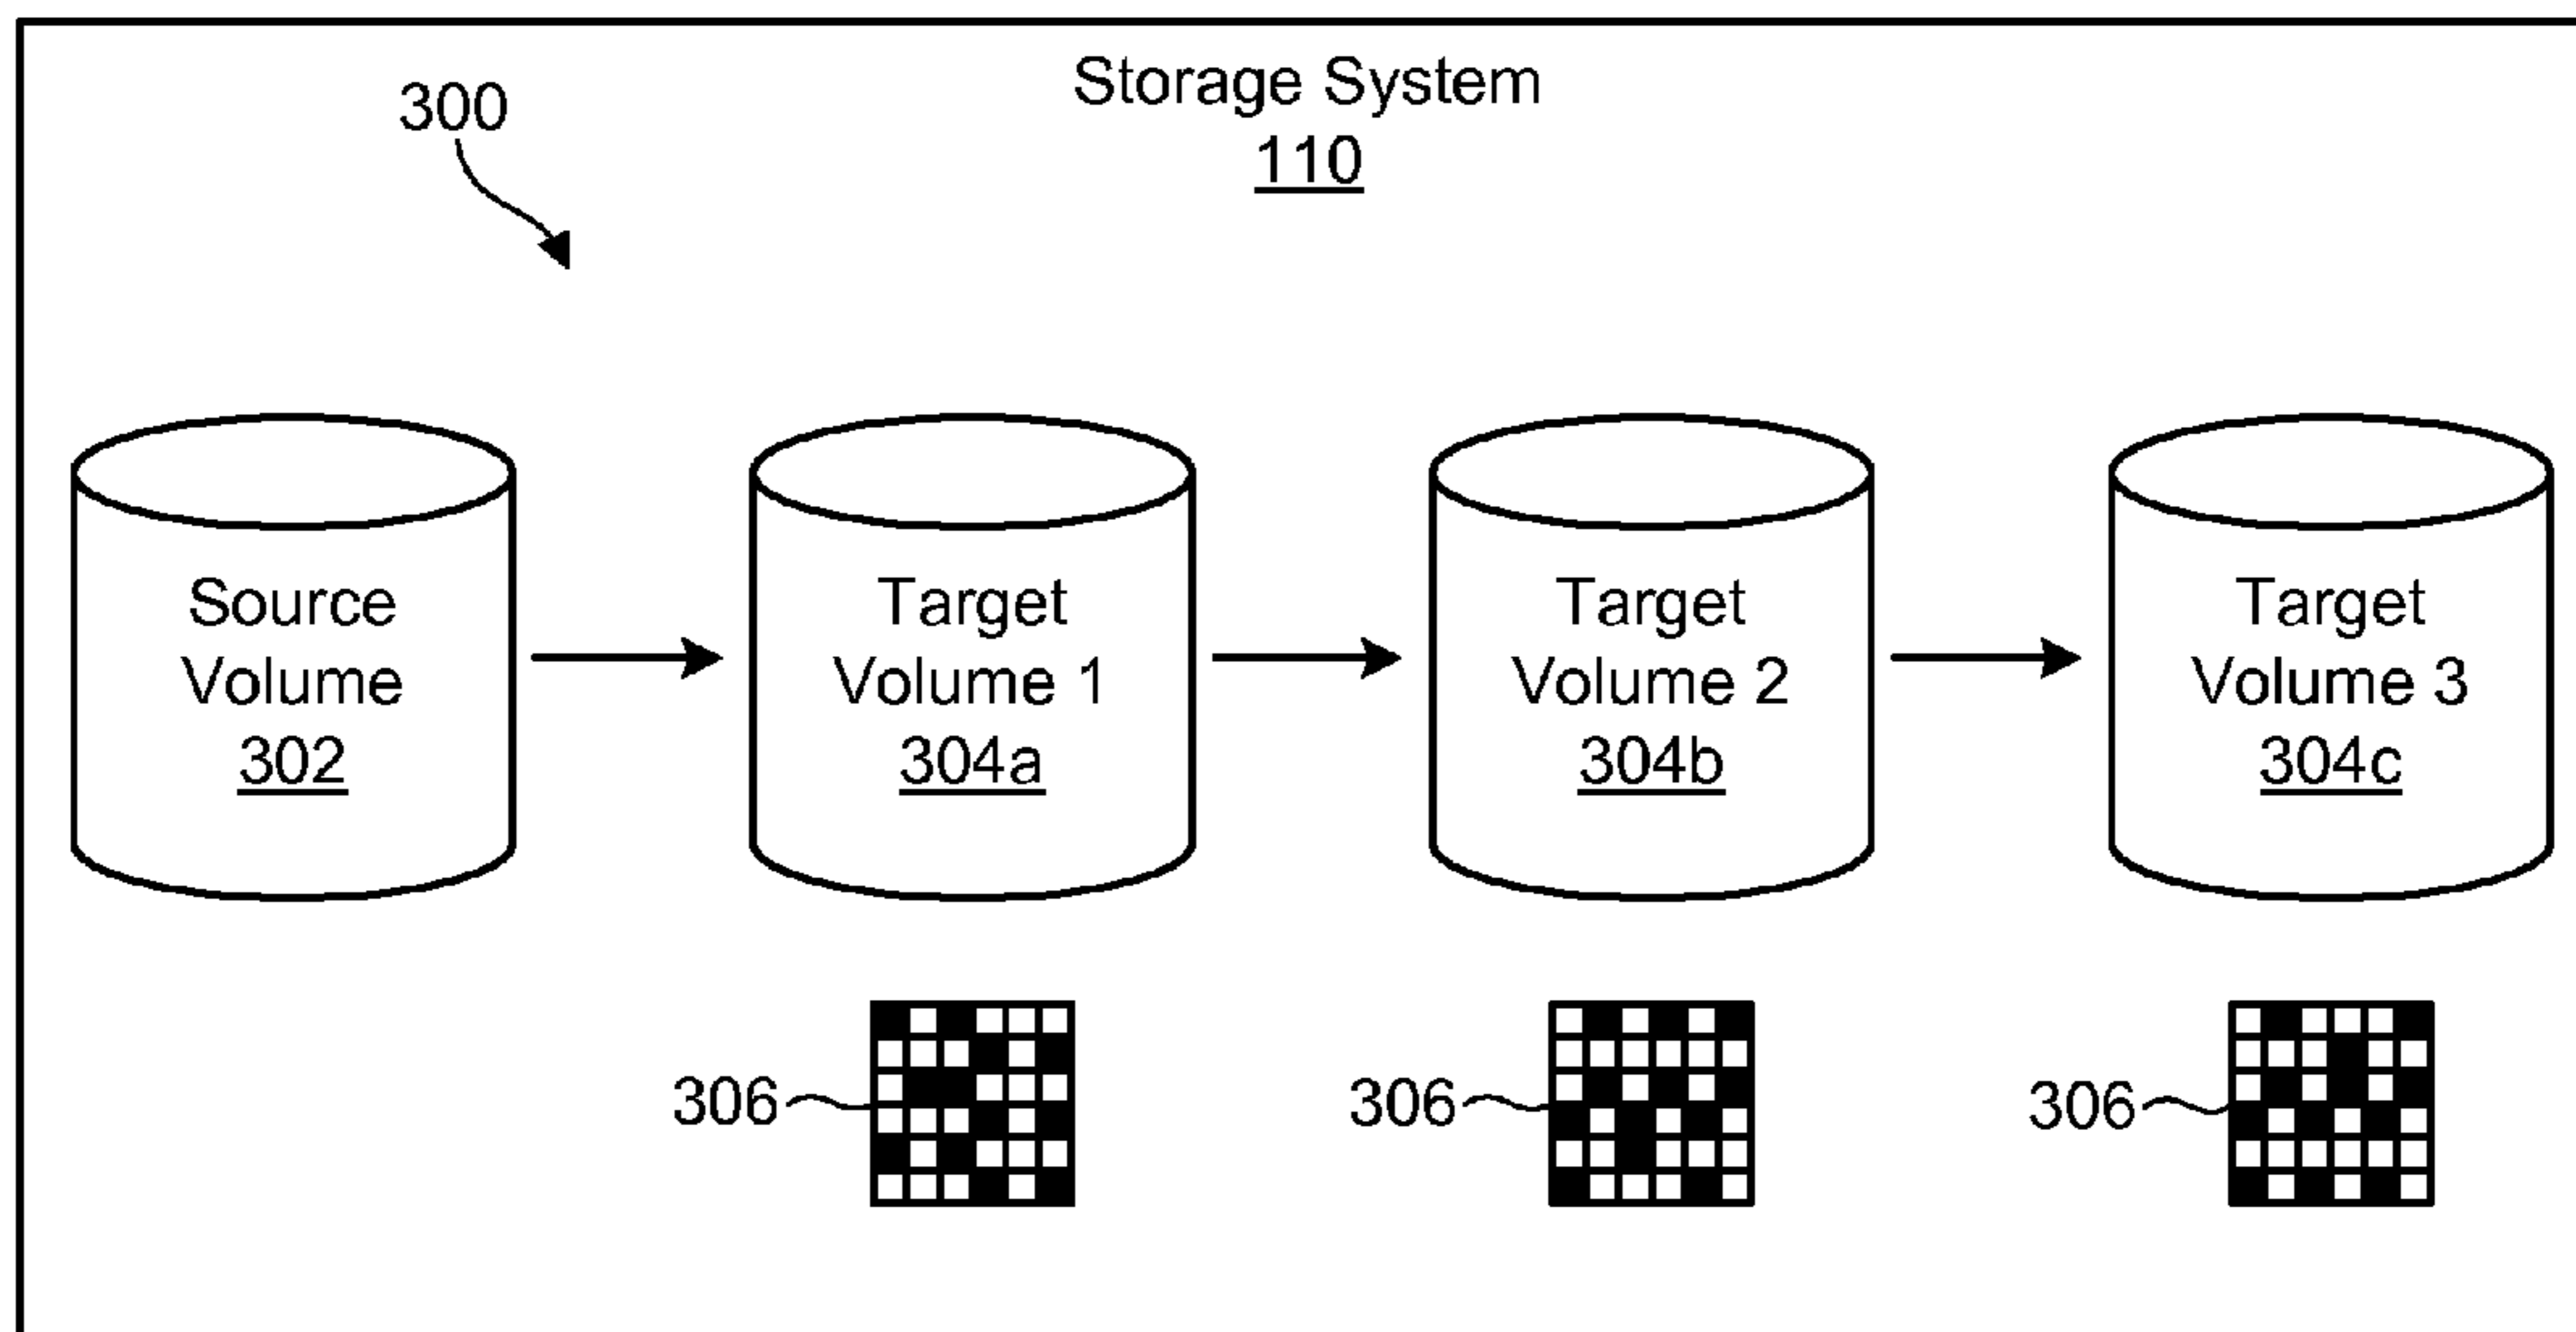 Storage System
110
300
Source
Volume
302
Target
Volume 1
304a
Target
Volume 2
304b
Target
Volume 3
304c
306
306
306